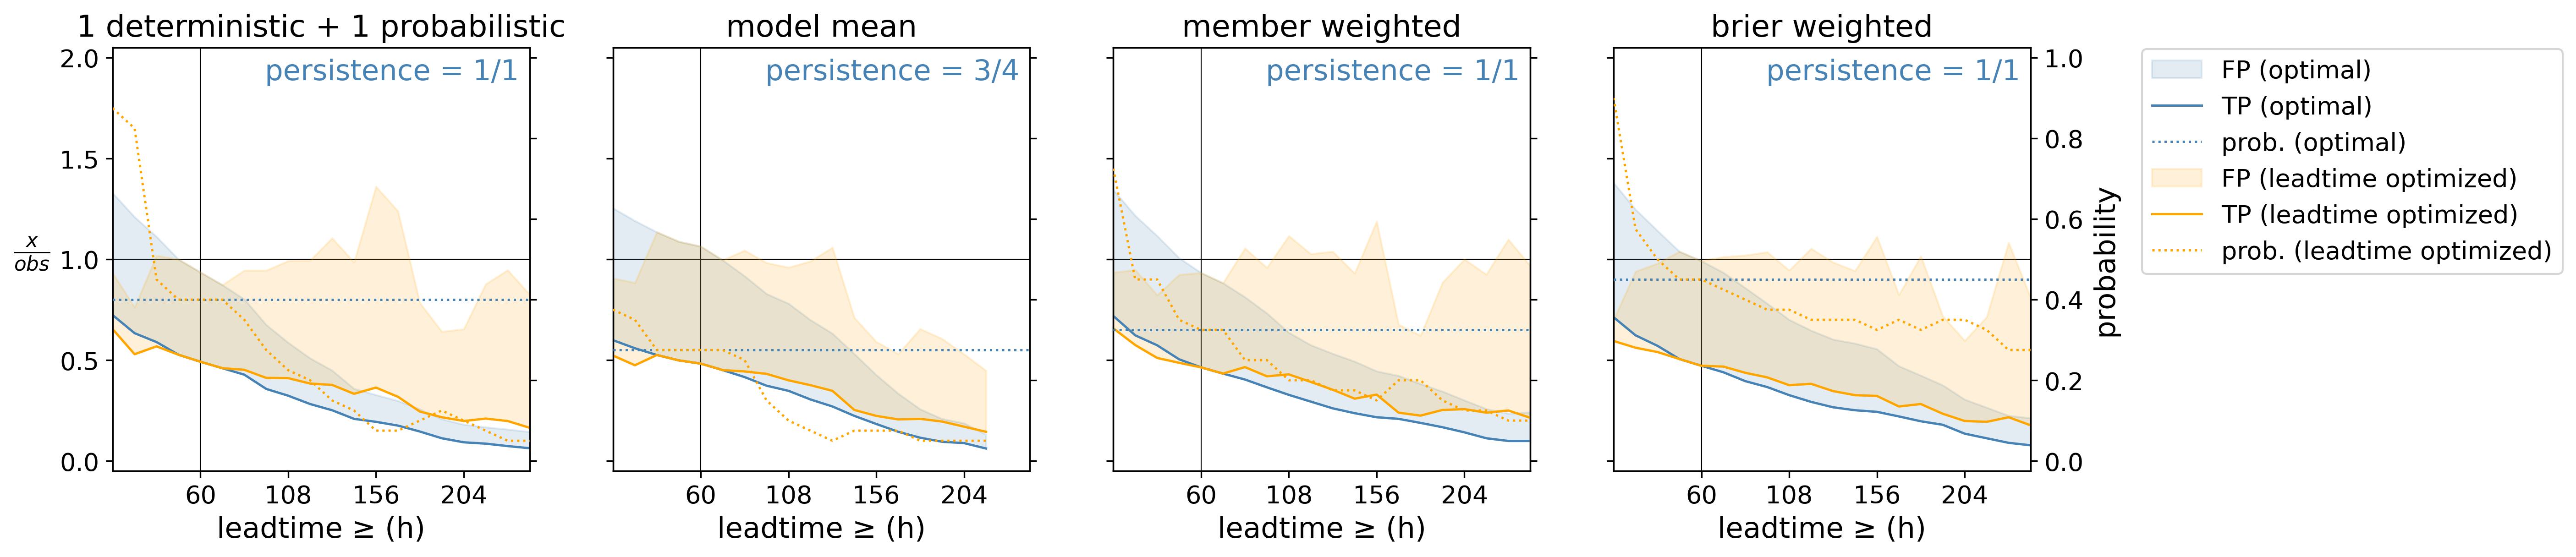 1 deterministic + 1 probabilistic
model mean
member weighted
brier weighted
persistence = 1/1
persistence = 3/4
persistence = 1/1
persistence = 1/1
2.0
1.5
1.0
0.5
0.0
x
obs
1.0
0.8
0.6
0.4
0.2
0.0
probability
60 108 156 204
60 108 156 204
60 108 156 204
60 108 156 204
leadtime ≥ (h)
leadtime ≥ (h)
leadtime ≥ (h)
leadtime ≥ (h)
FP (optimal)
TP (optimal)
prob. (optimal)
FP (leadtime optimized)
TP (leadtime optimized)
prob. (leadtime optimized)